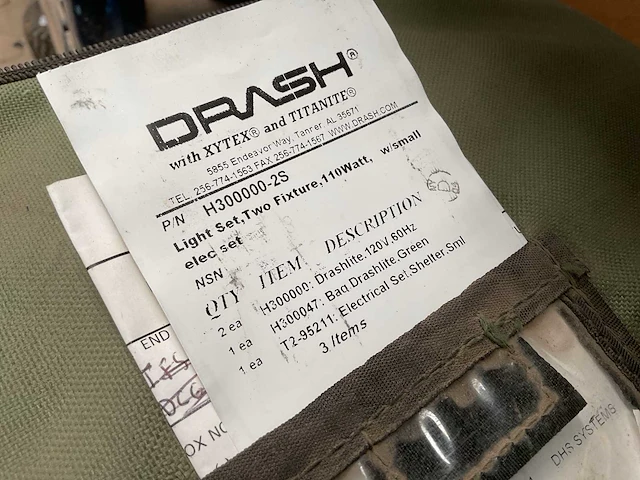 DRASH®
with XYTEX® and TITANITE®
5855 Endeavor Way, Tanner, AL 35671
TEL. 256-774-1563 FAX 256-774-1567 WWW.DRASH.COM
P/N H300000-2S
Light Set,Two Fixture,110Watt, w/small
elec set
NSN
QTY ITEM DESCRIPTION
2 ea H300000: Drashlite,120V,60Hz
1 ea H300047: Bag,Drashlite,Green
1 ea T2-95211: Electrical Set,Shelter,Sml
3 Items
END
OX NO
DHS SYSTEMS